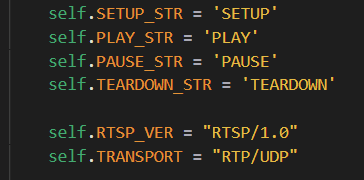 self.SETUP_STR = 'SETUP'
self.PLAY_STR = 'PLAY'
self.PAUSE_STR = 'PAUSE'
self.TEARDOWN_STR = 'TEARDOWN'
self.RTSP_VER = "RTSP/1.0"
self.TRANSPORT = "RTP/UDP"